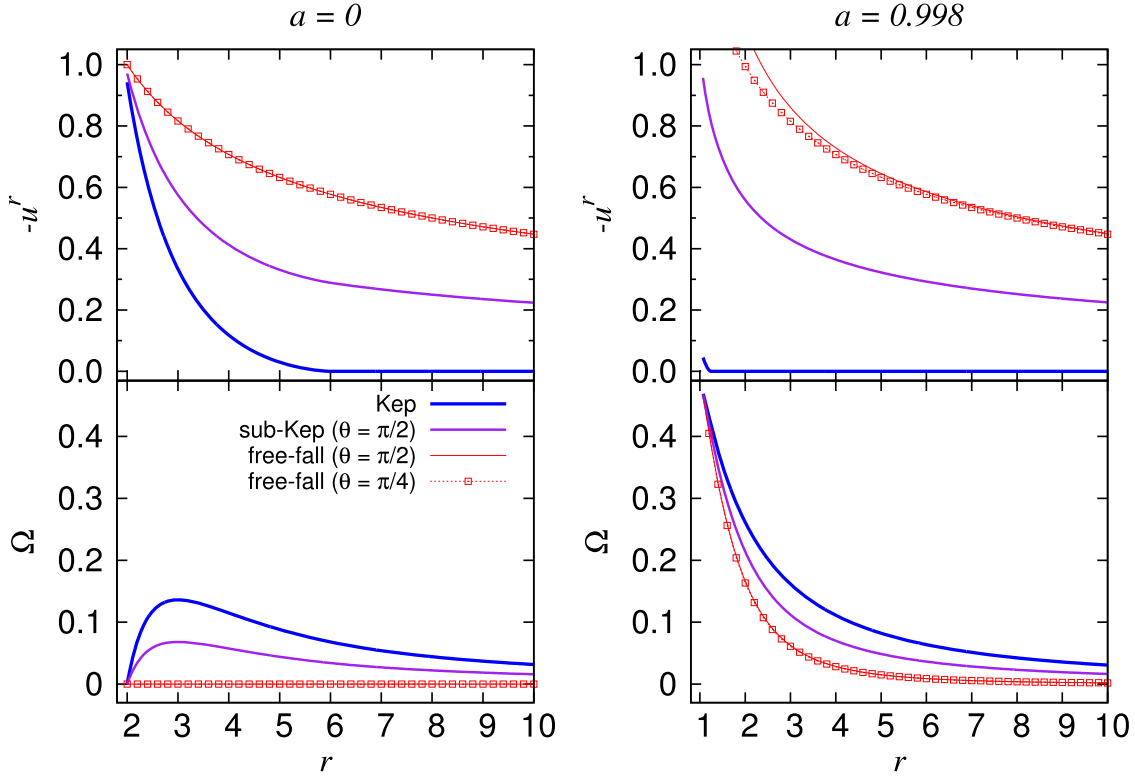 a = 0
a = 0.998
1.0
0.8
0.6
0.4
0.2
0.0
-u^r
1.0
0.8
0.6
0.4
0.2
0.0
-u^r
Kep
sub-Kep (θ = π/2)
free-fall (θ = π/2)
free-fall (θ = π/4)
0.4
0.3
0.2
0.1
0
Ω
2 3 4 5 6 7 8 9 10
r
0.4
0.3
0.2
0.1
0
Ω
1 2 3 4 5 6 7 8 9 10
r